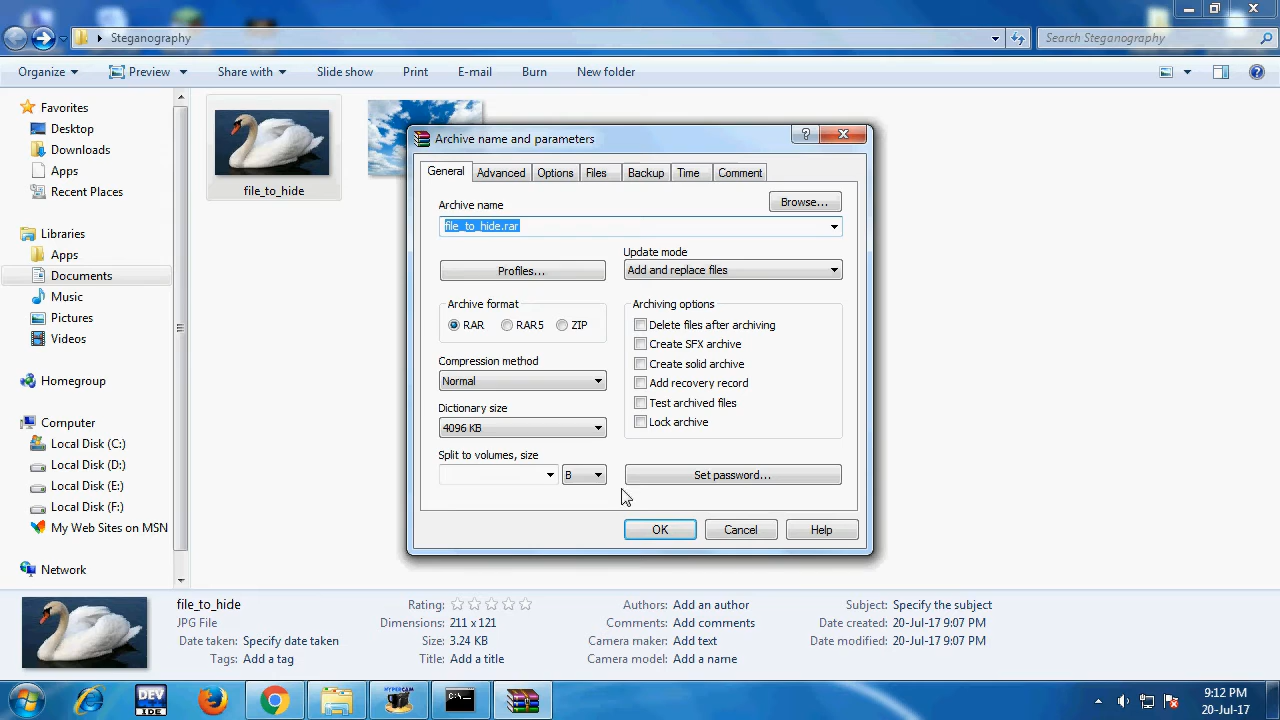 Steganography
Search Steganography
Organize
Preview
Share with
Slide show
Print
E-mail
Burn
New folder
Favorites
Desktop
Downloads
Apps
Recent Places
Libraries
Apps
Documents
Music
Pictures
Videos
Homegroup
Computer
Local Disk (C:)
Local Disk (D:)
Local Disk (E:)
Local Disk (F:)
My Web Sites on MSN
Network
file_to_hide
Archive name and parameters
General
Advanced
Options
Files
Backup
Time
Comment
Archive name
Browse...
file_to_hide.rar
Profiles...
Update mode
Add and replace files
Archive format
RAR
RAR5
ZIP
Compression method
Normal
Dictionary size
4096 KB
Split to volumes, size
B
Archiving options
Delete files after archiving
Create SFX archive
Create solid archive
Add recovery record
Test archived files
Lock archive
Set password...
OK
Cancel
Help
file_to_hide
JPG File
Date taken: Specify date taken
Tags: Add a tag
Rating:
Dimensions: 211 x 121
Size: 3.24 KB
Title: Add a title
Authors: Add an author
Comments: Add comments
Camera maker: Add text
Camera model: Add a name
Subject: Specify the subject
Date created: 20-Jul-17 9:07 PM
Date modified: 20-Jul-17 9:07 PM
DEV
IDE
HYPERCAM
C:\
9:12 PM
20-Jul-17